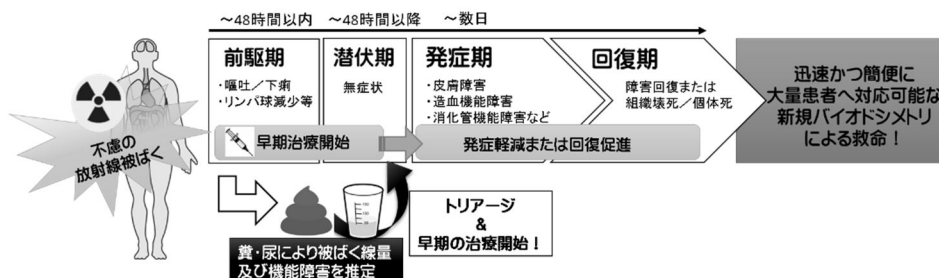 ～48時間以内
～48時間以降
～数日
不慮の
放射線被ばく
前駆期
・嘔吐／下痢
・リンパ球減少等
潜伏期
無症状
発症期
・皮膚障害
・造血機能障害
・消化管機能障害など
回復期
障害回復または
組織壊死／個体死
早期治療開始
発症軽減または回復促進
迅速かつ簡便に
大量患者へ対応可能な
新規バイオドシメトリ
による救命！
トリアージ
&
早期の治療開始！
糞・尿により被ばく線量
及び機能障害を推定